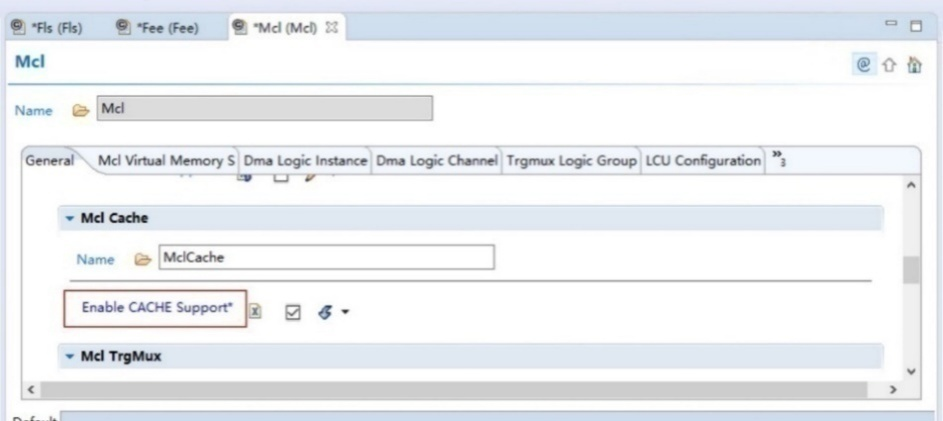 *Fls (Fls) *Fee (Fee) *Mcl (Mcl)
Mcl
Name Mcl
General Mcl Virtual Memory S Dma Logic Instance Dma Logic Channel Trgmux Logic Group LCU Configuration »3
Mcl Cache
Name MclCache
Enable CACHE Support*
Mcl TrgMux
Default